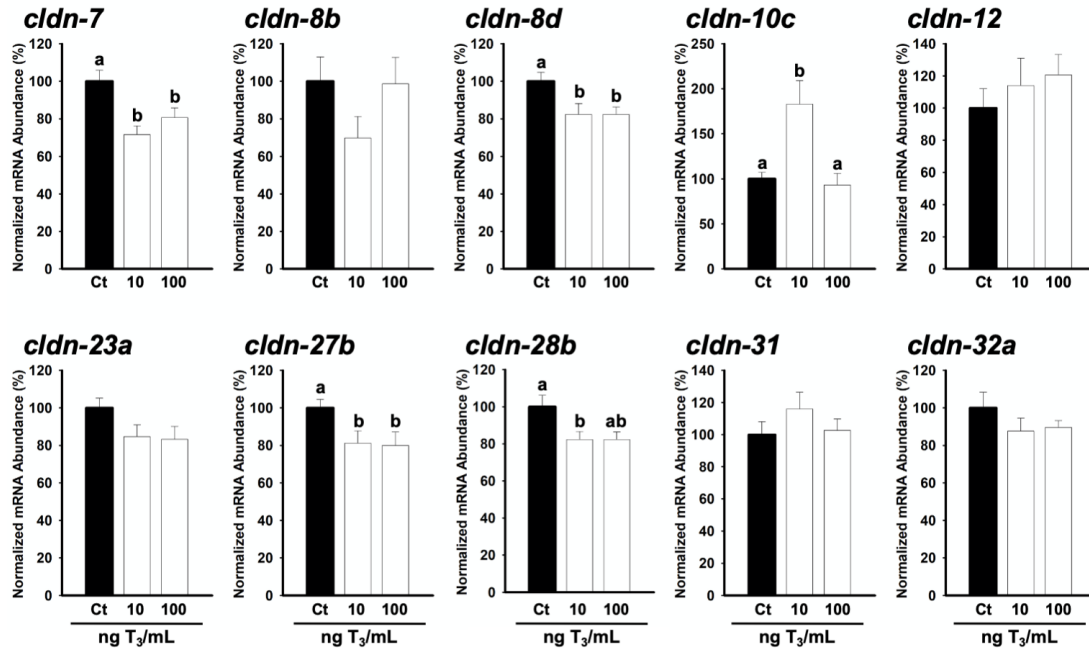 cldn-7
Normalized mRNA Abundance (%)
120
100
80
60
40
20
0
a
b
b
Ct 10 100
cldn-8b
Normalized mRNA Abundance (%)
120
100
80
60
40
20
0
Ct 10 100
cldn-8d
Normalized mRNA Abundance (%)
120
100
80
60
40
20
0
a
b
b
Ct 10 100
cldn-10c
Normalized mRNA Abundance (%)
250
200
150
100
50
0
a
b
a
Ct 10 100
cldn-12
Normalized mRNA Abundance (%)
140
120
100
80
60
40
20
0
Ct 10 100
cldn-23a
Normalized mRNA Abundance (%)
120
100
80
60
40
20
0
Ct 10 100
ng T₃/mL
cldn-27b
Normalized mRNA Abundance (%)
120
100
80
60
40
20
0
a
b
b
Ct 10 100
ng T₃/mL
cldn-28b
Normalized mRNA Abundance (%)
120
100
80
60
40
20
0
a
b
ab
Ct 10 100
ng T₃/mL
cldn-31
Normalized mRNA Abundance (%)
140
120
100
80
60
40
20
0
Ct 10 100
ng T₃/mL
cldn-32a
Normalized mRNA Abundance (%)
120
100
80
60
40
20
0
Ct 10 100
ng T₃/mL